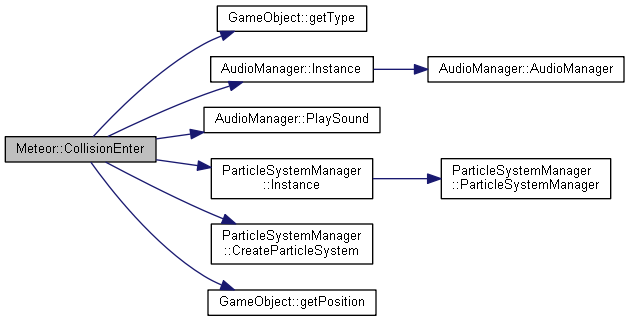 GameObject::getType
AudioManager::Instance
AudioManager::AudioManager
AudioManager::PlaySound
Meteor::CollisionEnter
ParticleSystemManager
::Instance
ParticleSystemManager
::ParticleSystemManager
ParticleSystemManager
::CreateParticleSystem
GameObject::getPosition